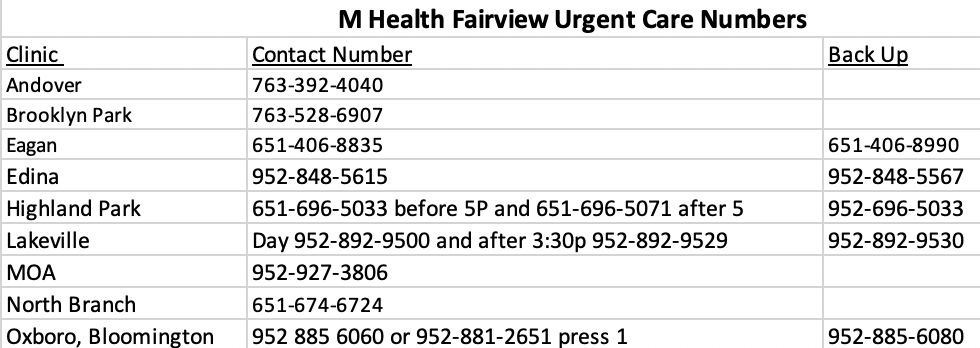 M Health Fairview Urgent Care Numbers
Clinic Contact Number Back Up
Andover 763-392-4040
Brooklyn Park 763-528-6907
Eagan 651-406-8835 651-406-8990
Edina 952-848-5615 952-848-5567
Highland Park 651-696-5033 before 5P and 651-696-5071 after 5 952-696-5033
Lakeville Day 952-892-9500 and after 3:30p 952-892-9529 952-892-9530
MOA 952-927-3806
North Branch 651-674-6724
Oxboro, Bloomington 952 885 6060 or 952-881-2651 press 1 952-885-6080